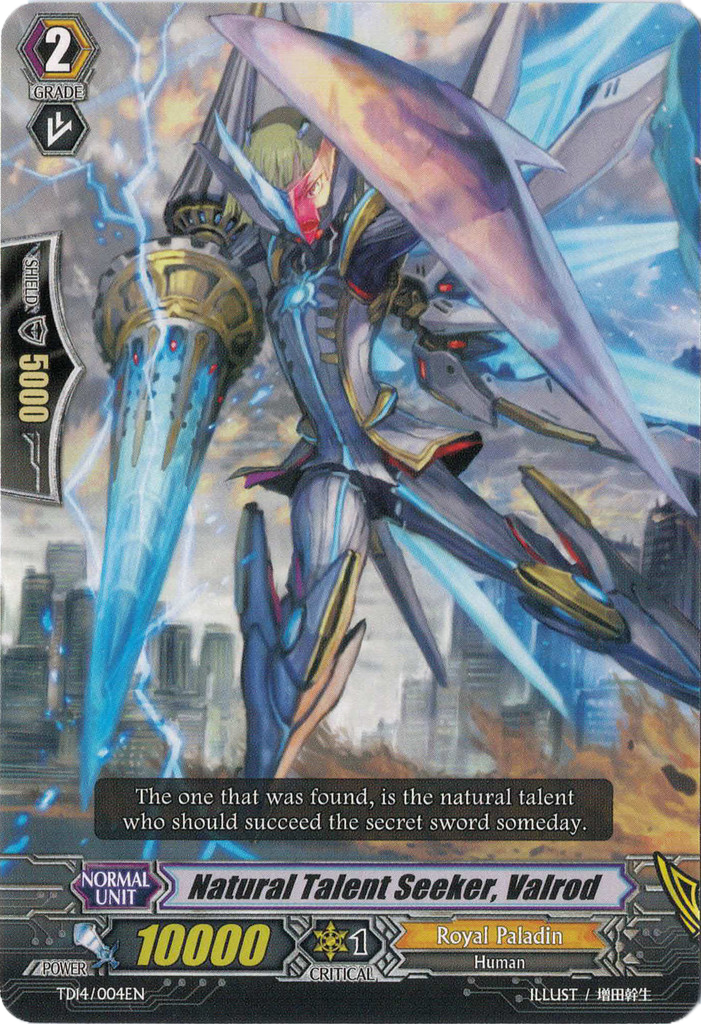 2
GRADE
SHIELD
5000
The one that was found, is the natural talent
who should succeed the secret sword someday.
NORMAL
UNIT
Natural Talent Seeker, Valrod
POWER
10000
1
CRITICAL
Royal Paladin
Human
TD14/004EN
ILLUST / 増田幹生